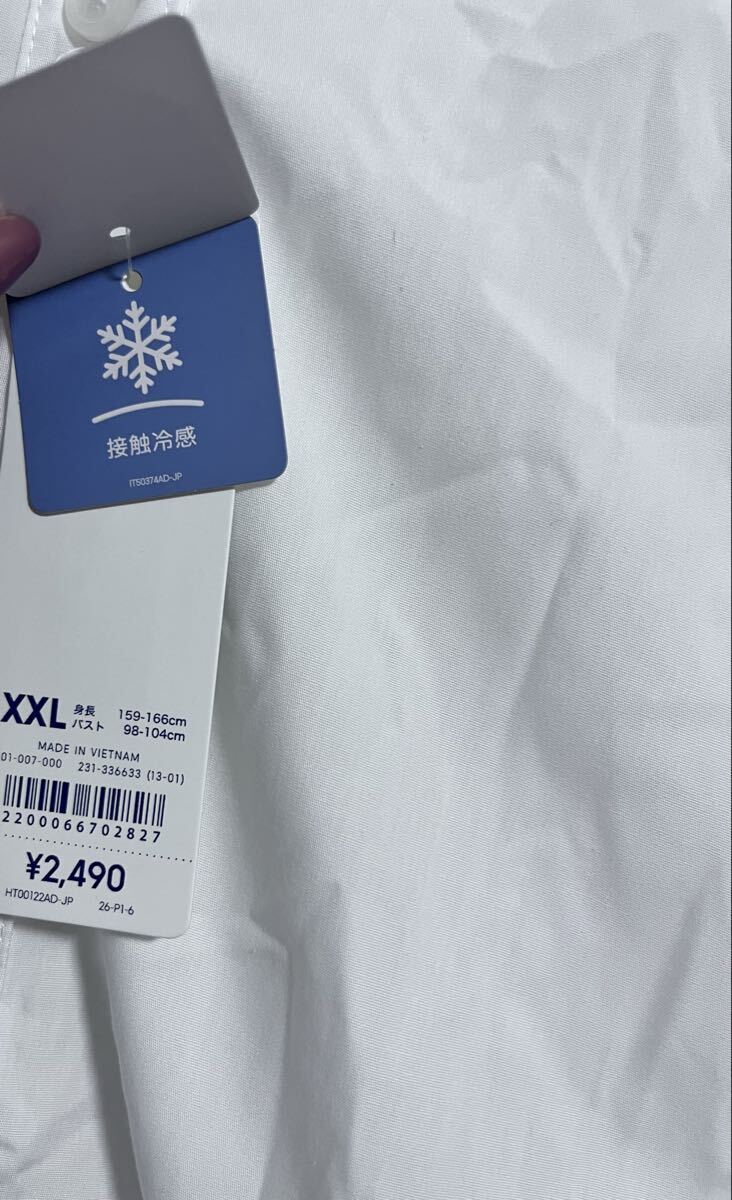 接触冷感
IT50374AD-JP
XXL 身長 159-166cm
バスト 98-104cm
MADE IN VIETNAM
01-007-000 231-336633 (13-01)
2200066702827
¥2,490
HT00122AD-JP 26-P1-6